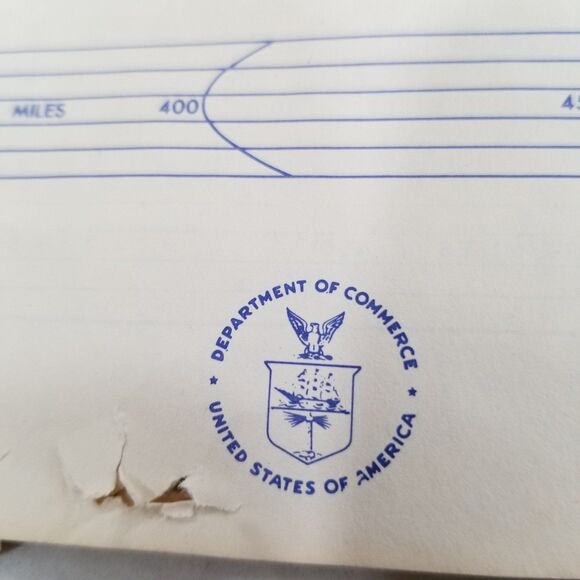 MILES 400 45
DEPARTMENT OF COMMERCE
UNITED STATES OF AMERICA